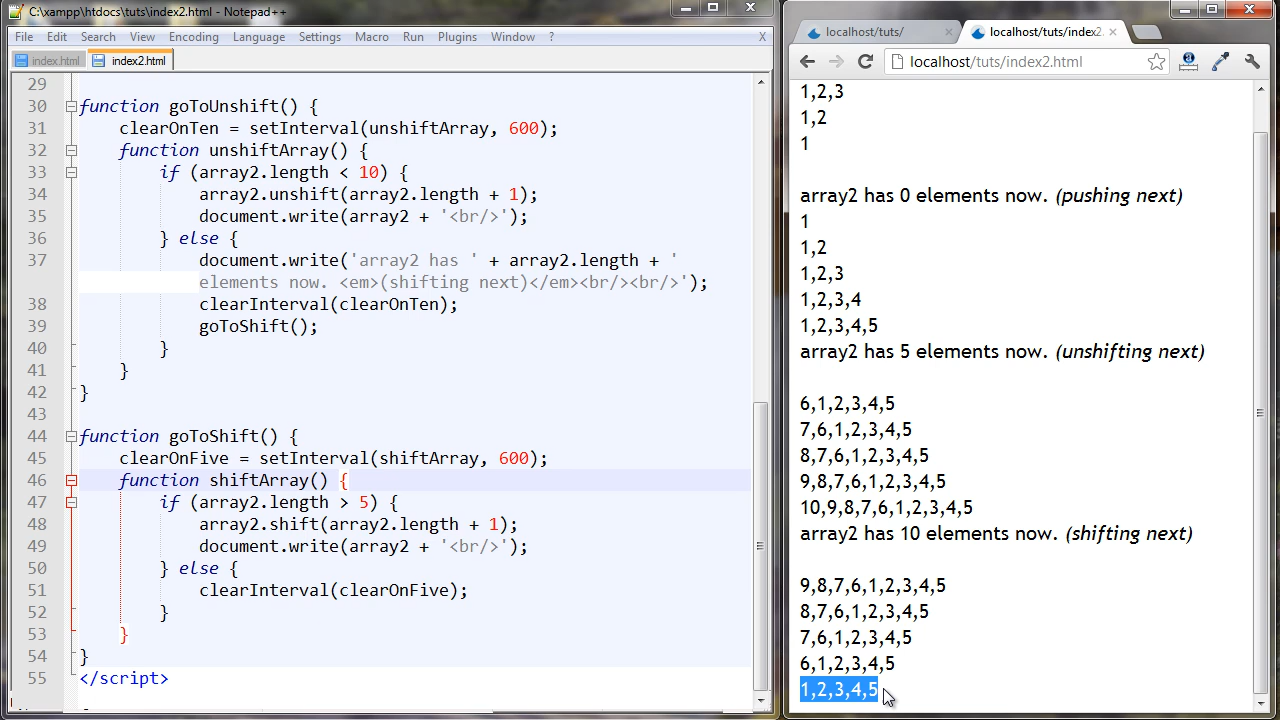 C:\xampp\htdocs\tuts\index2.html - Notepad++
File Edit Search View Encoding Language Settings Macro Run Plugins Window ? X
index.html index2.html
29
30 function goToUnshift() {
31 clearOnTen = setInterval(unshiftArray, 600);
32 function unshiftArray() {
33 if (array2.length < 10) {
34 array2.unshift(array2.length + 1);
35 document.write(array2 + '<br/>');
36 } else {
37 document.write('array2 has ' + array2.length + '
elements now. <em>(shifting next)</em><br/><br/>');
38 clearInterval(clearOnTen);
39 goToShift();
40 }
41 }
42 }
43
44 function goToShift() {
45 clearOnFive = setInterval(shiftArray, 600);
46 function shiftArray() {
47 if (array2.length > 5) {
48 array2.shift(array2.length + 1);
49 document.write(array2 + '<br/>');
50 } else {
51 clearInterval(clearOnFive);
52 }
53 }
54 }
55 </script>
localhost/tuts/ localhost/tuts/index2.
localhost/tuts/index2.html
1,2,3
1,2
1
array2 has 0 elements now. (pushing next)
1
1,2
1,2,3
1,2,3,4
1,2,3,4,5
array2 has 5 elements now. (unshifting next)
6,1,2,3,4,5
7,6,1,2,3,4,5
8,7,6,1,2,3,4,5
9,8,7,6,1,2,3,4,5
10,9,8,7,6,1,2,3,4,5
array2 has 10 elements now. (shifting next)
9,8,7,6,1,2,3,4,5
8,7,6,1,2,3,4,5
7,6,1,2,3,4,5
6,1,2,3,4,5
1,2,3,4,5